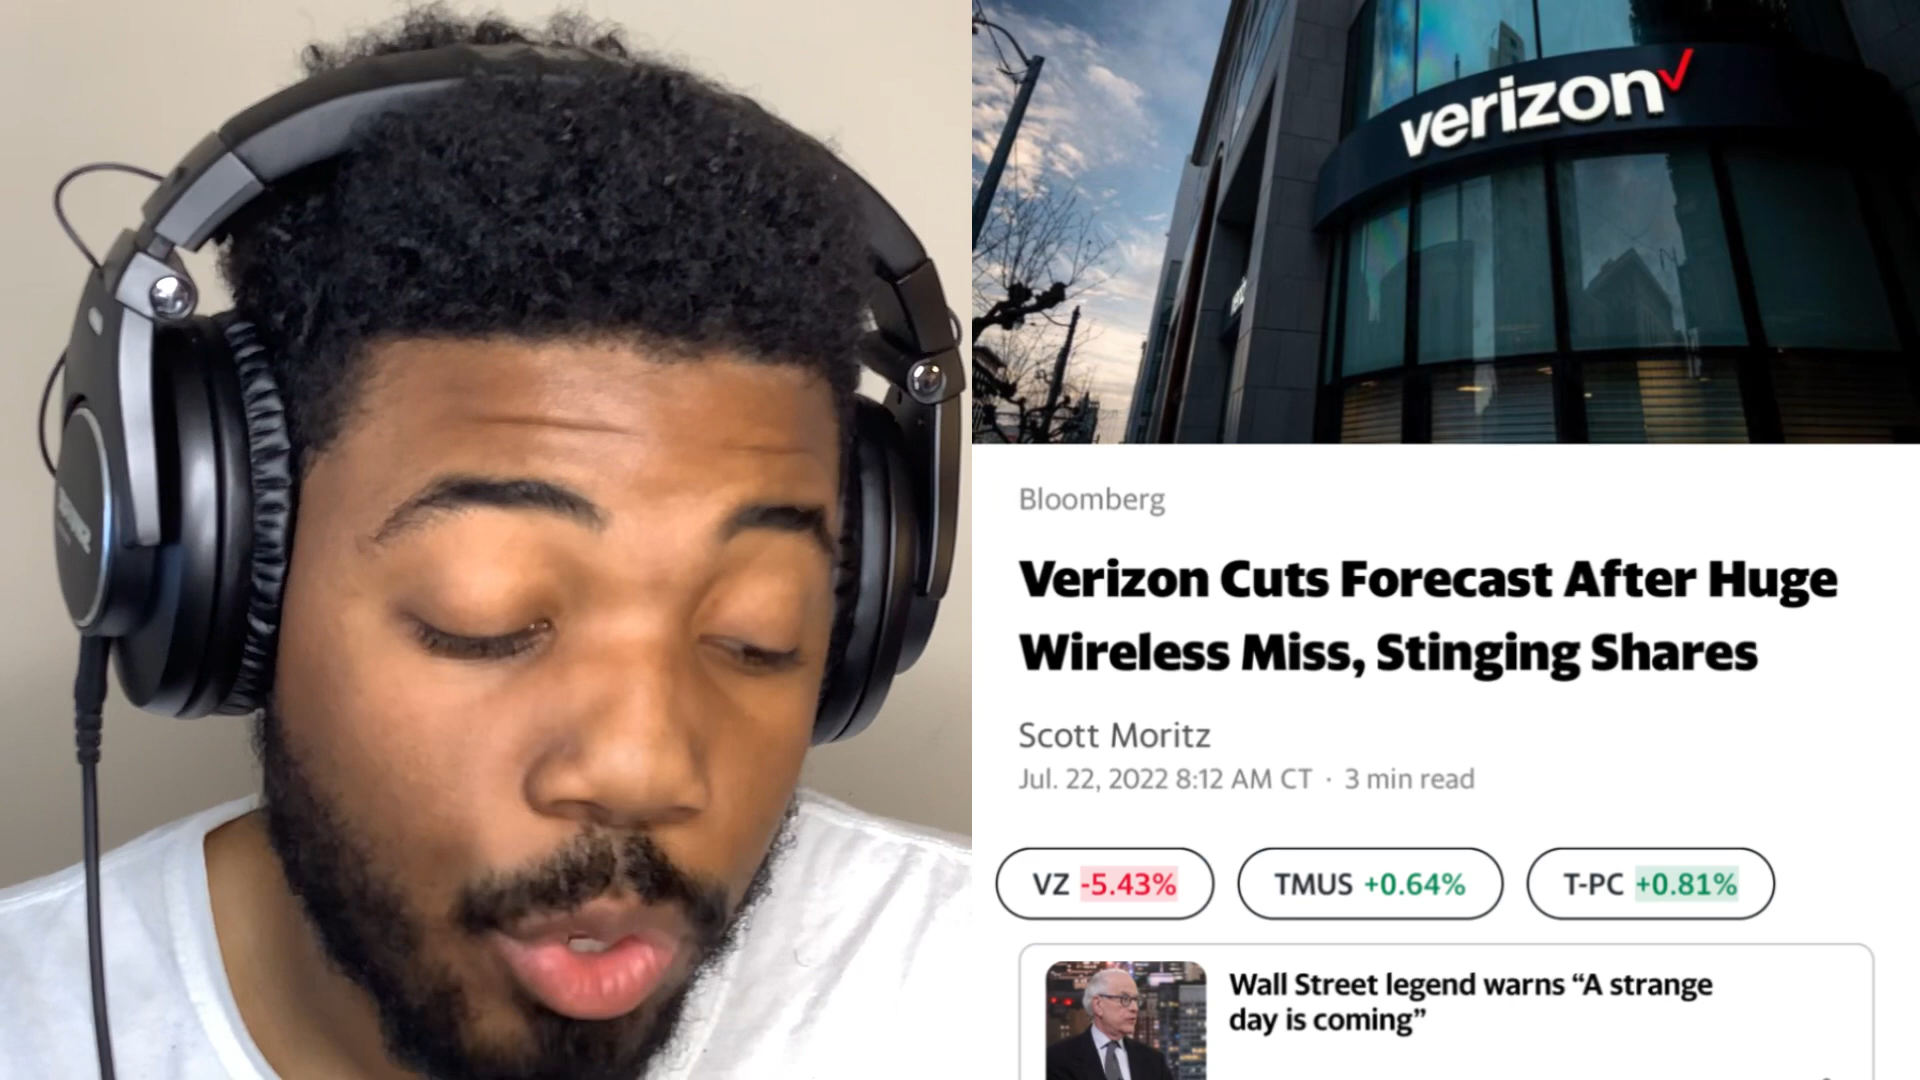 verizon
Bloomberg
Verizon Cuts Forecast After Huge
Wireless Miss, Stinging Shares
Scott Moritz
Jul. 22, 2022 8:12 AM CT · 3 min read
VZ -5.43%
TMUS +0.64%
T-PC +0.81%
Wall Street legend warns “A strange
day is coming”